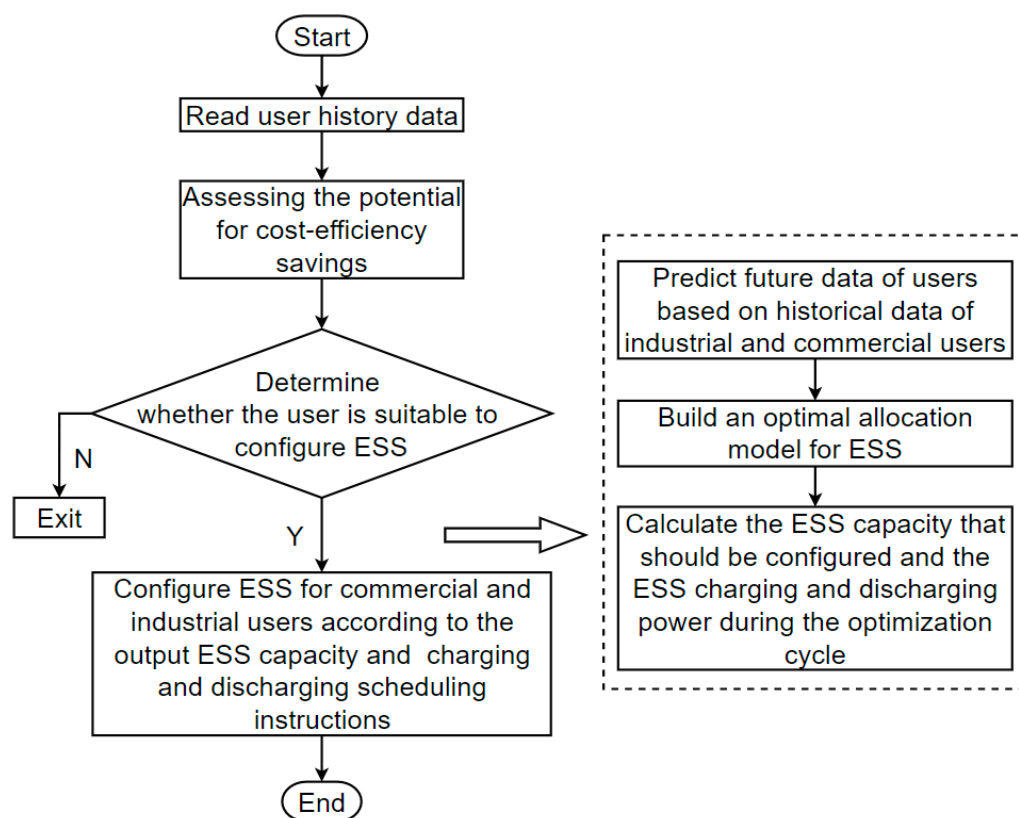 Start
Read user history data
Assessing the potential
for cost-efficiency
savings
Determine
whether the user is suitable to
configure ESS
N
Exit
Y
Configure ESS for commercial and
industrial users according to the
output ESS capacity and charging
and discharging scheduling
instructions
End
Predict future data of users
based on historical data of
industrial and commercial users
Build an optimal allocation
model for ESS
Calculate the ESS capacity that
should be configured and the
ESS charging and discharging
power during the optimization
cycle